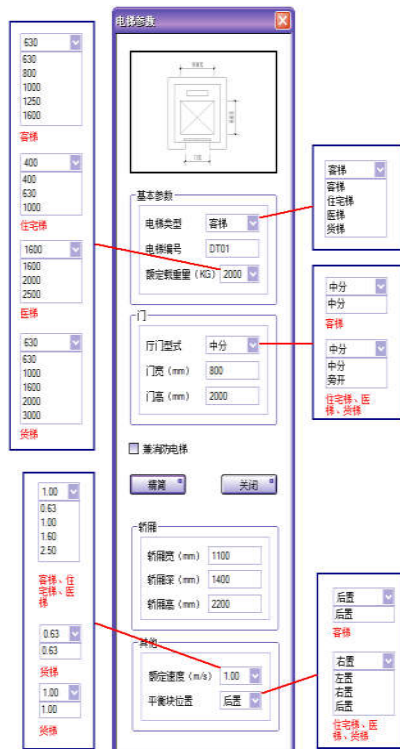 630
630
800
1000
1250
1600
客梯
400
400
630
1000
住宅梯
1600
1600
2000
2500
医梯
630
630
1000
1600
2000
3000
货梯
1.00
0.63
1.00
1.60
2.50
客梯、住
宅梯、医
梯
0.63
0.63
货梯
1.00
1.00
货梯
电梯参数
门宽
基本参数
电梯类型 客梯
电梯编号 DT01
额定载重量(KG) 2000
门
厅门型式 中分
门宽(mm) 800
门高(mm) 2000
兼消防电梯
精简 关闭
轿厢
轿厢宽(mm) 1100
轿厢深(mm) 1400
轿厢高(mm) 2200
其他
额定速度(m/s) 1.00
平衡块位置 后置
客梯
客梯
住宅梯
医梯
货梯
中分
中分
客梯
中分
中分
旁开
住宅梯、医
梯、货梯
后置
后置
客梯
右置
左置
右置
后置
住宅梯、医
梯、货梯